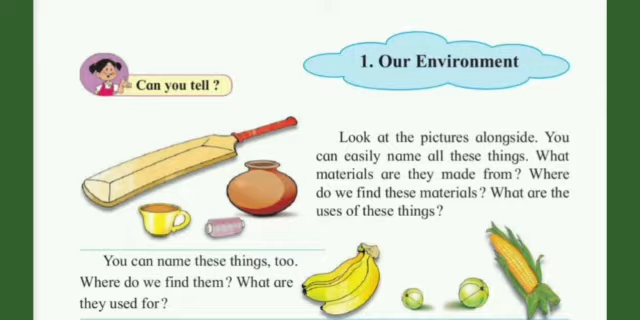 1. Our Environment
Can you tell ?
Look at the pictures alongside. You
can easily name all these things. What
materials are they made from? Where
do we find these materials? What are the
uses of these things?
You can name these things, too.
Where do we find them? What are
they used for?